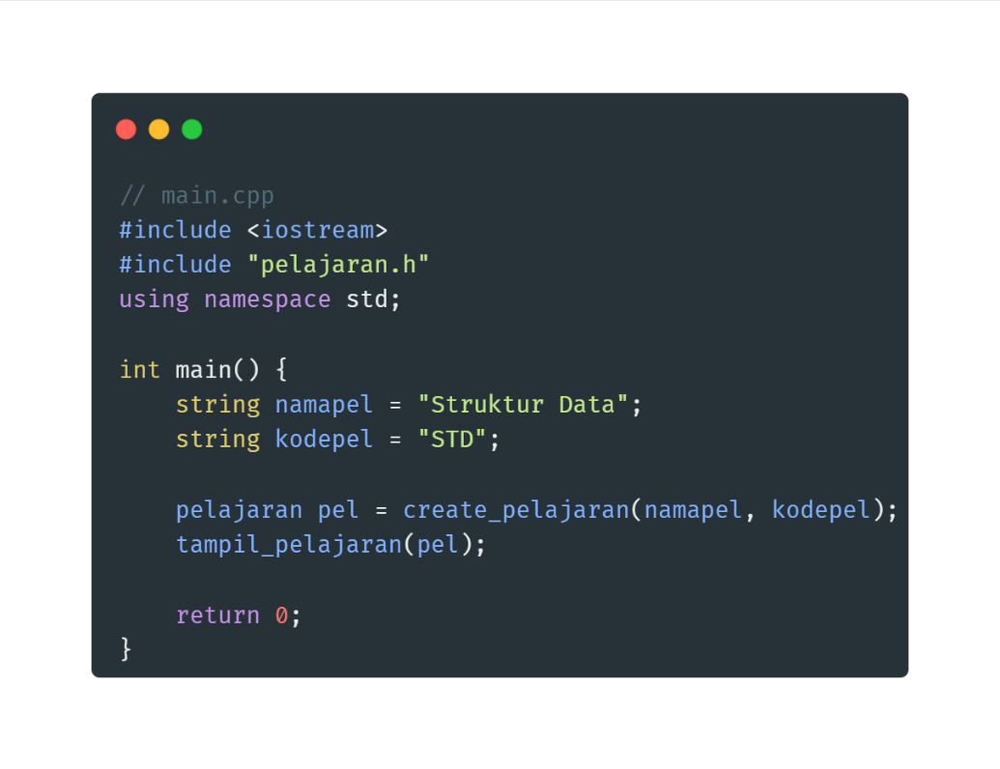 // main.cpp
#include <iostream>
#include "pelajaran.h"
using namespace std;
int main() {
    string namapel = "Struktur Data";
    string kodepel = "STD";
    pelajaran pel = create_pelajaran(namapel, kodepel);
    tampil_pelajaran(pel);
    return 0;
}